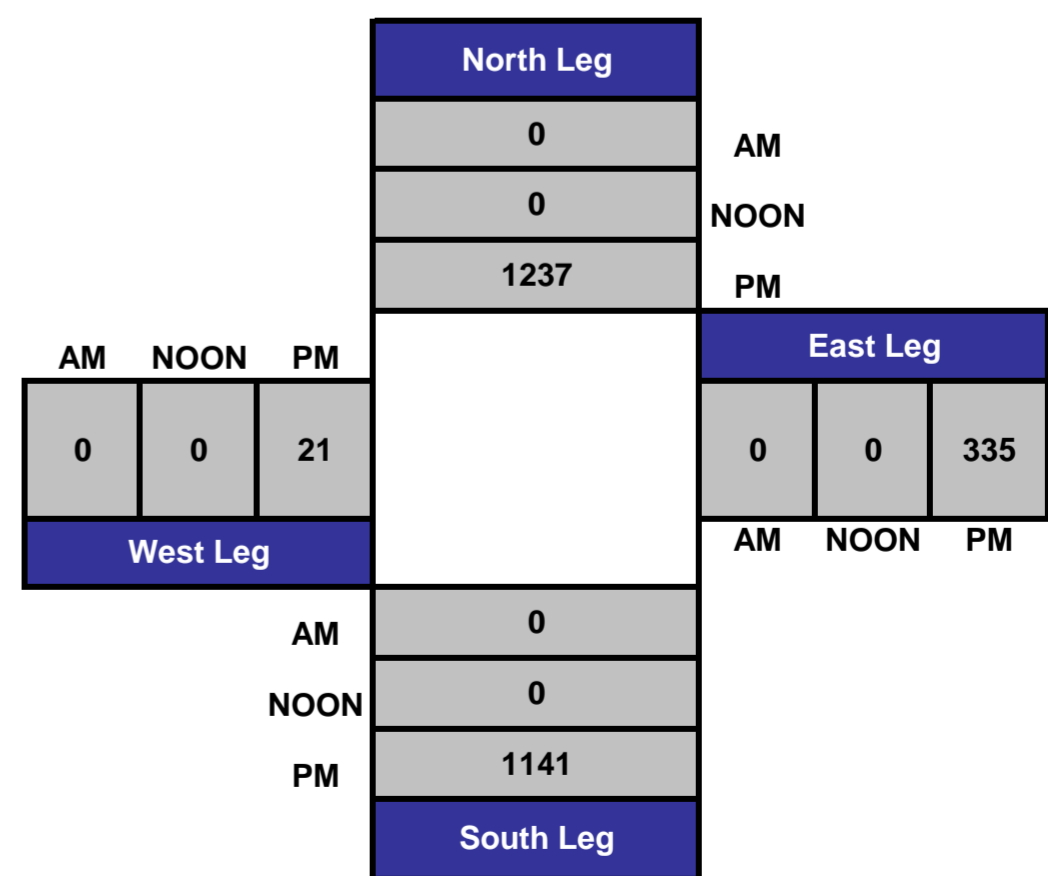 North Leg
0 AM
0 NOON
1237 PM
East Leg
AM NOON PM
0 0 21
0 0 335
West Leg
AM NOON PM
AM 0
NOON 0
PM 1141
South Leg